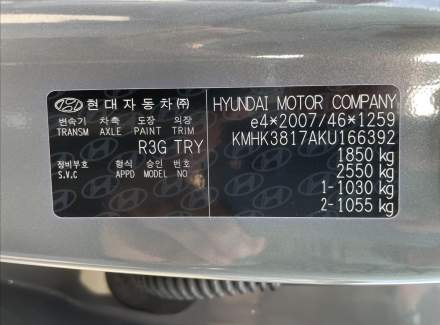 현대자동차㈜
변속기 차축 도장 외장
TRANSM AXLE PAINT TRIM
R3G TRY
정비부호 형식 승인 번호
S.V.C APPD MODEL NO
HYUNDAI MOTOR COMPANY
e4*2007/46*1259
KMHK3817AKU166392
1850 kg
2550 kg
1-1030 kg
2-1055 kg